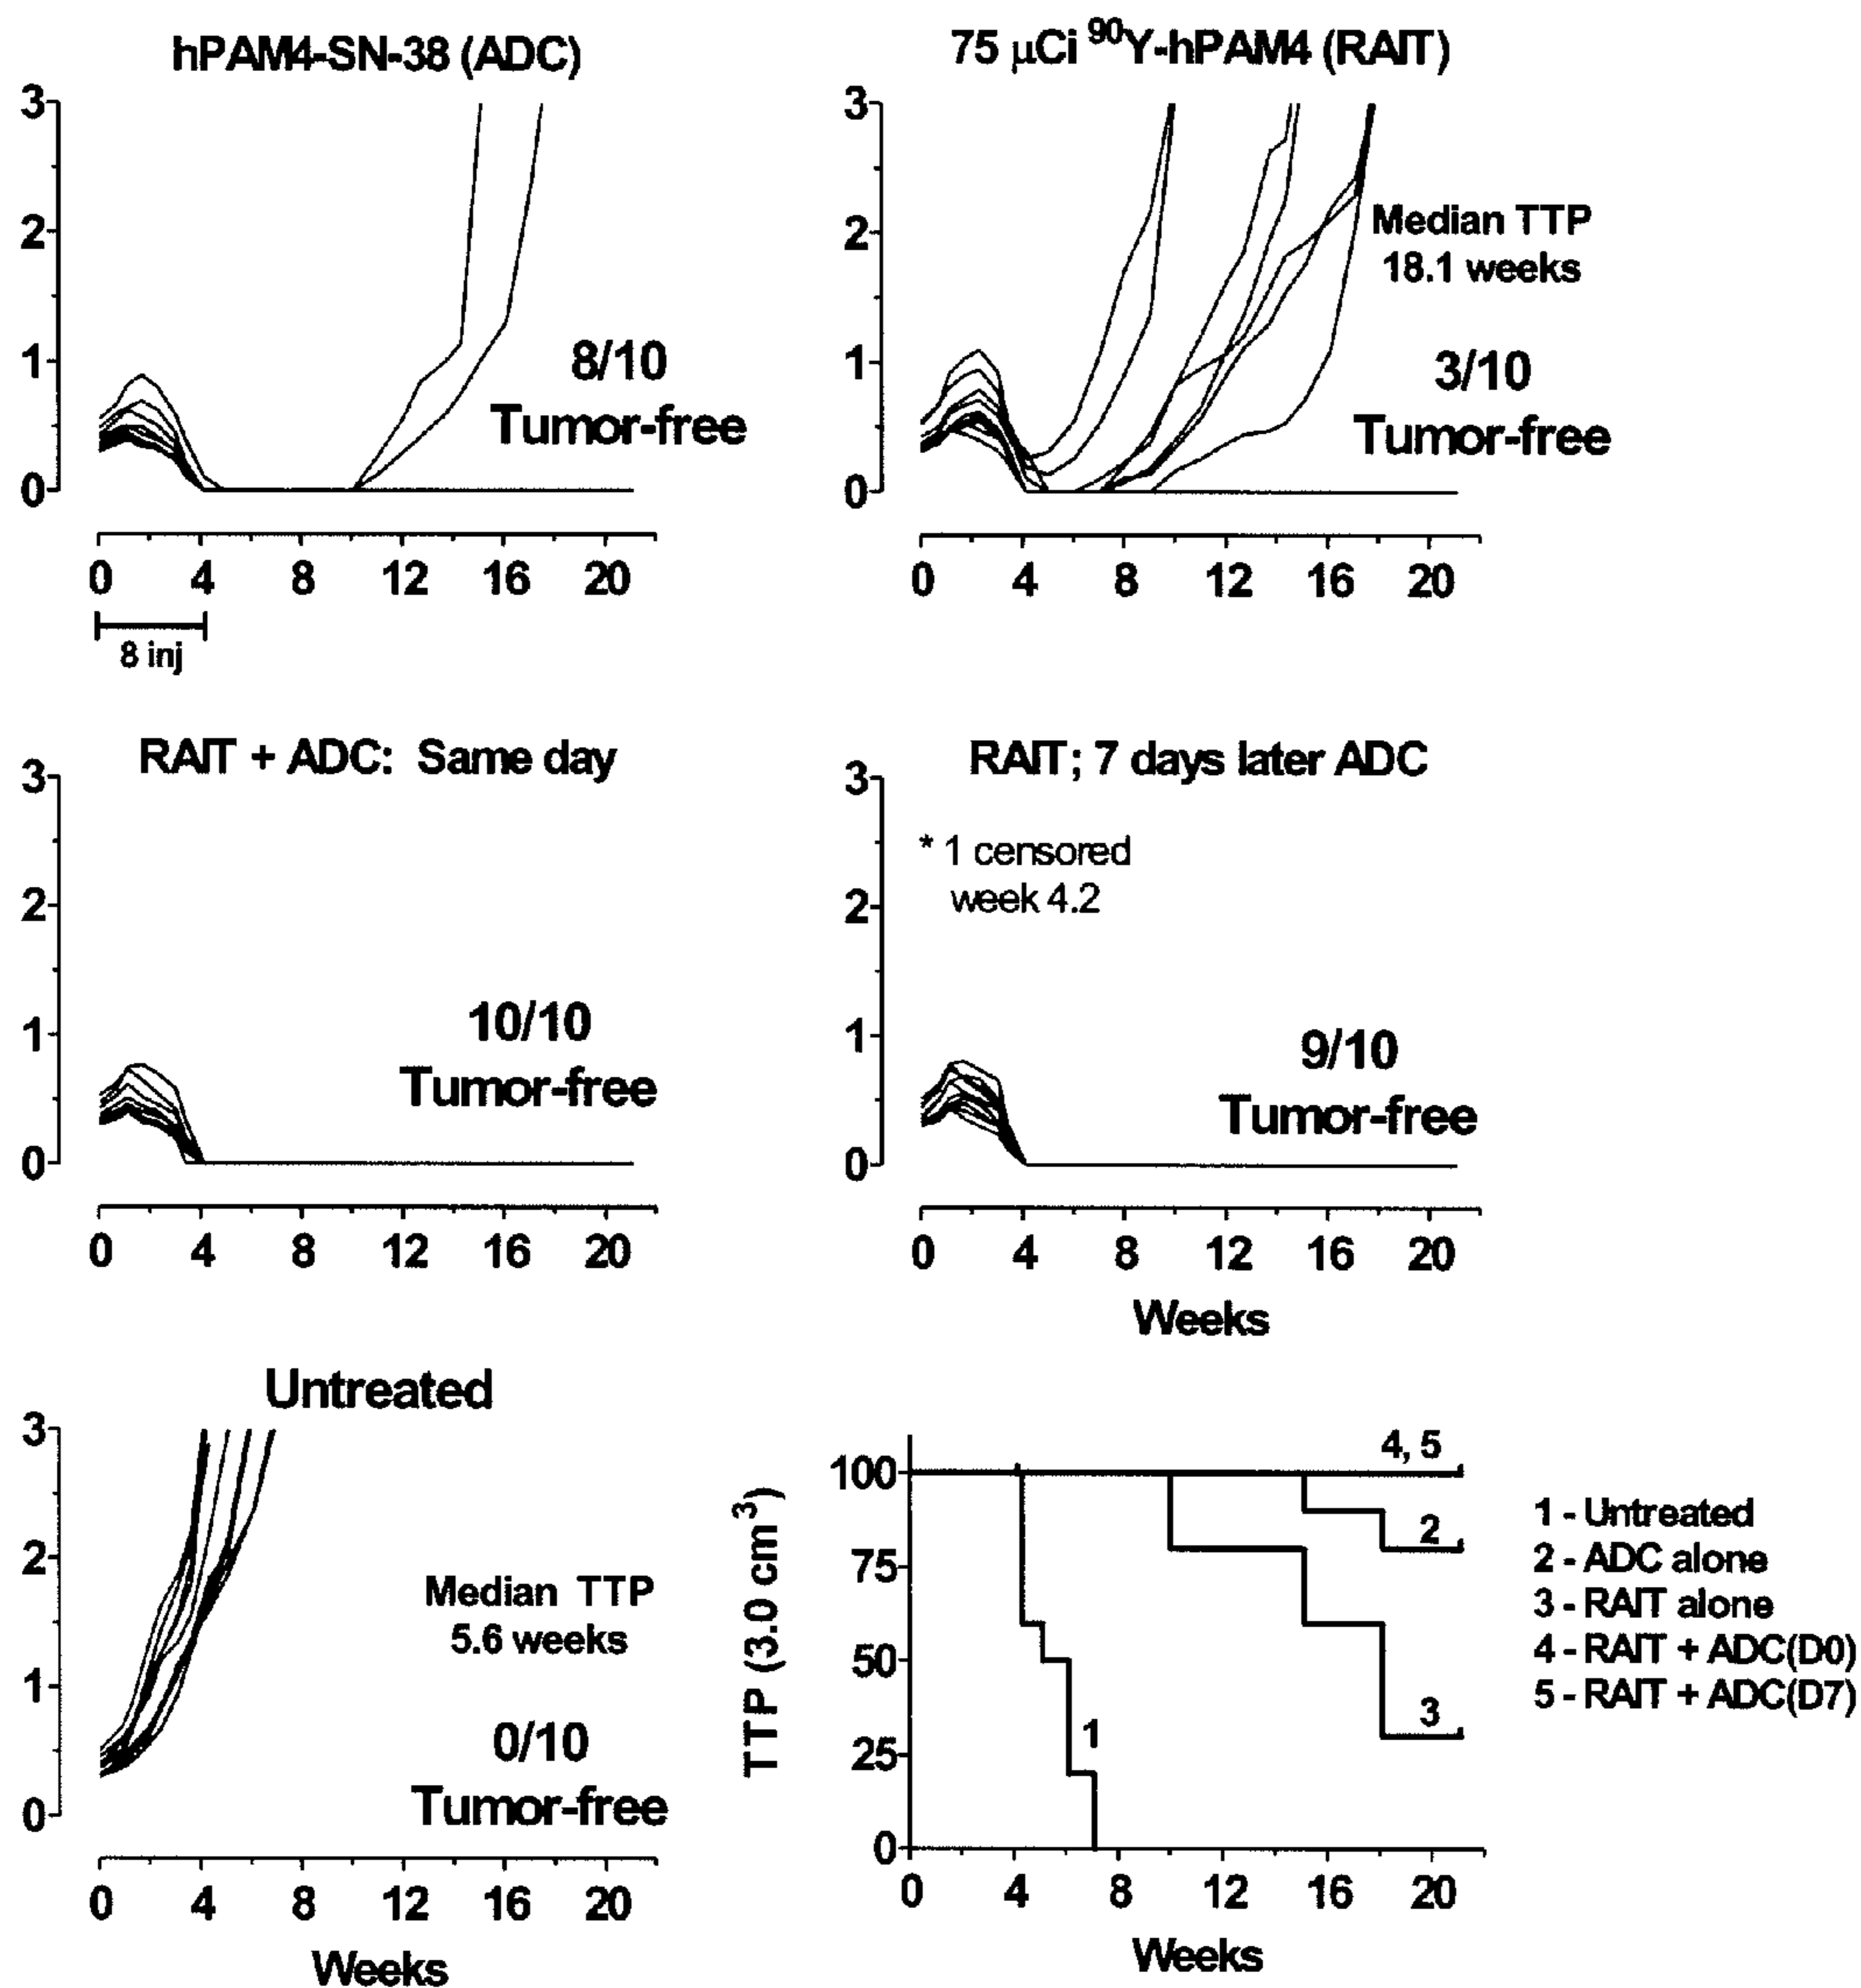 hPAM4-SN-38 (ADC)
3
2
1
0
8/10
Tumor-free
0 4 8 12 16 20
8 inj
75 µCi ⁹⁰Y-hPAM4 (RAIT)
3
2
1
0
Median TTP
18.1 weeks
3/10
Tumor-free
0 4 8 12 16 20
RAIT + ADC: Same day
3
2
1
0
10/10
Tumor-free
0 4 8 12 16 20
RAIT; 7 days later ADC
3
2
1
0
* 1 censored
week 4.2
9/10
Tumor-free
0 4 8 12 16 20
Weeks
Untreated
3
2
1
0
Median TTP
5.6 weeks
0/10
Tumor-free
0 4 8 12 16 20
Weeks
TTP (3.0 cm³)
100
75
50
25
0
4, 5
2
3
1
0 4 8 12 16 20
Weeks
1 - Untreated
2 - ADC alone
3 - RAIT alone
4 - RAIT + ADC(D0)
5 - RAIT + ADC(D7)